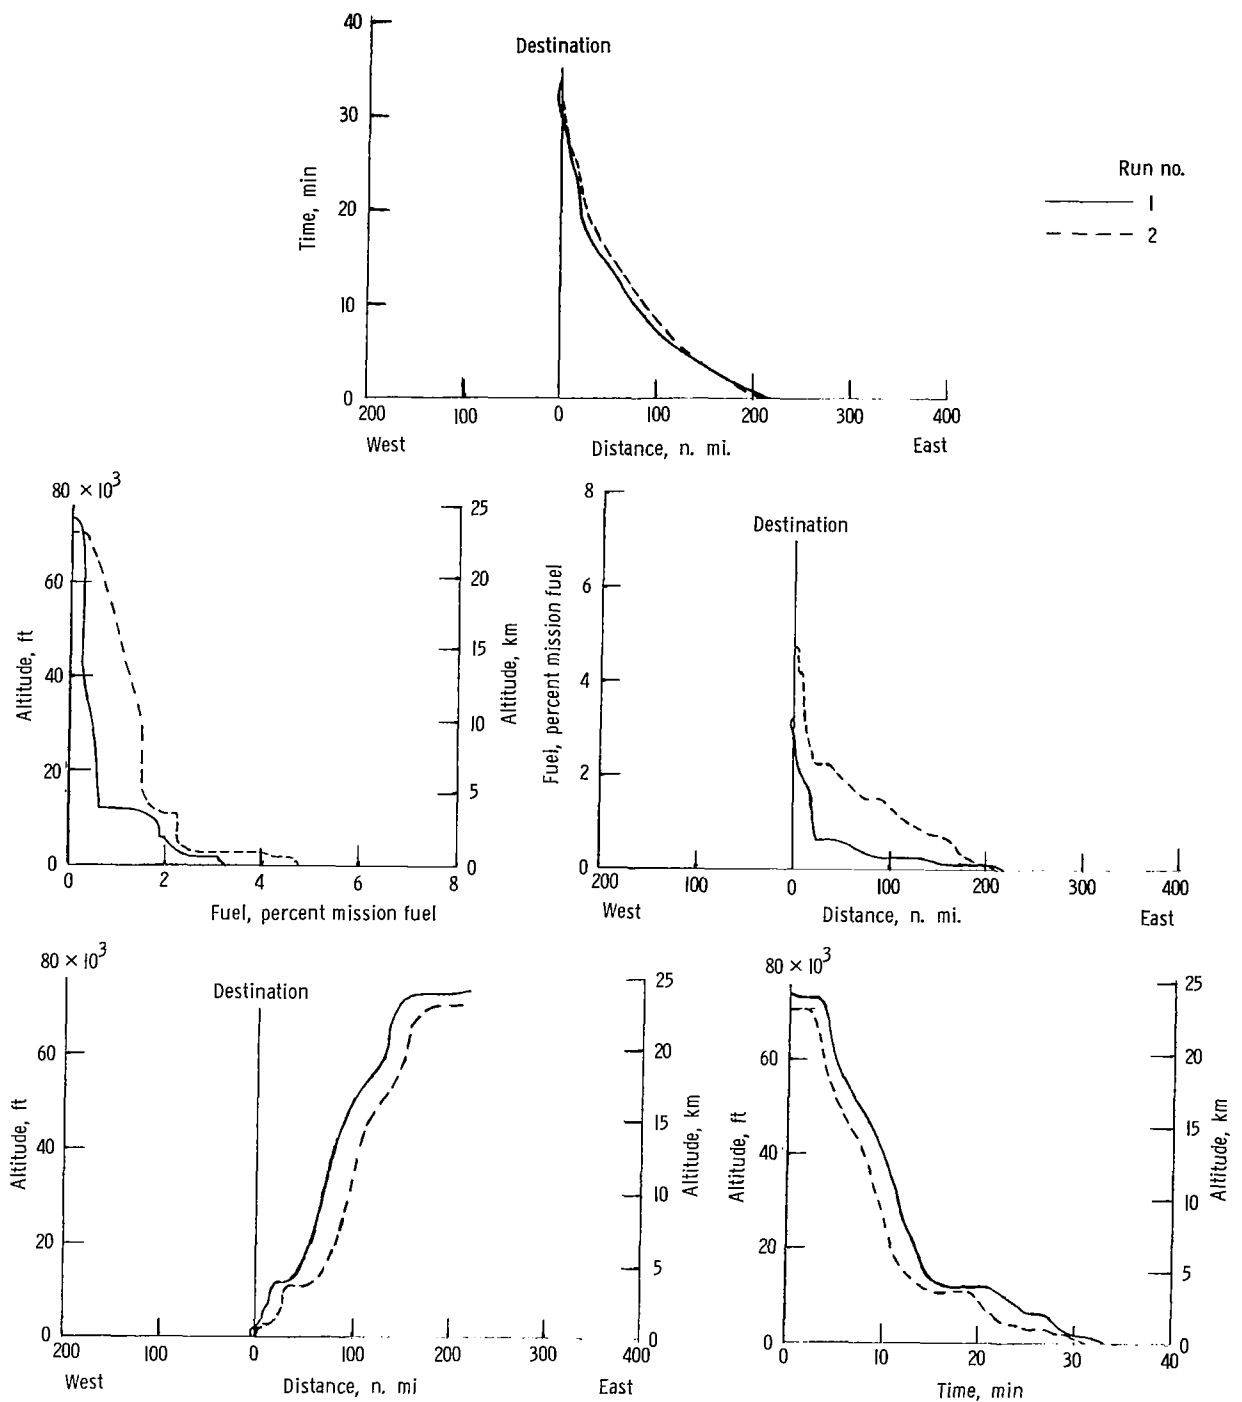 40
Destination
30
Time, min
20
10
0
200 100 0 100 200 300 400
West Distance, n. mi. East
Run no.
1
2
80 × 10³
60
40
20
0
Altitude, ft
25
20
15
10
5
0
Altitude, km
0 2 4 6 8
Fuel, percent mission fuel
8
Destination
6
4
2
0
Fuel, percent mission fuel
200 100 0 100 200 300 400
West Distance, n. mi. East
80 × 10³
Destination
60
40
20
0
Altitude, ft
25
20
15
10
5
0
Altitude, km
200 100 0 100 200 300 400
West Distance, n. mi East
80 × 10³
60
40
20
0
Altitude, ft
25
20
15
10
5
0
Altitude, km
0 10 20 30 40
Time, min